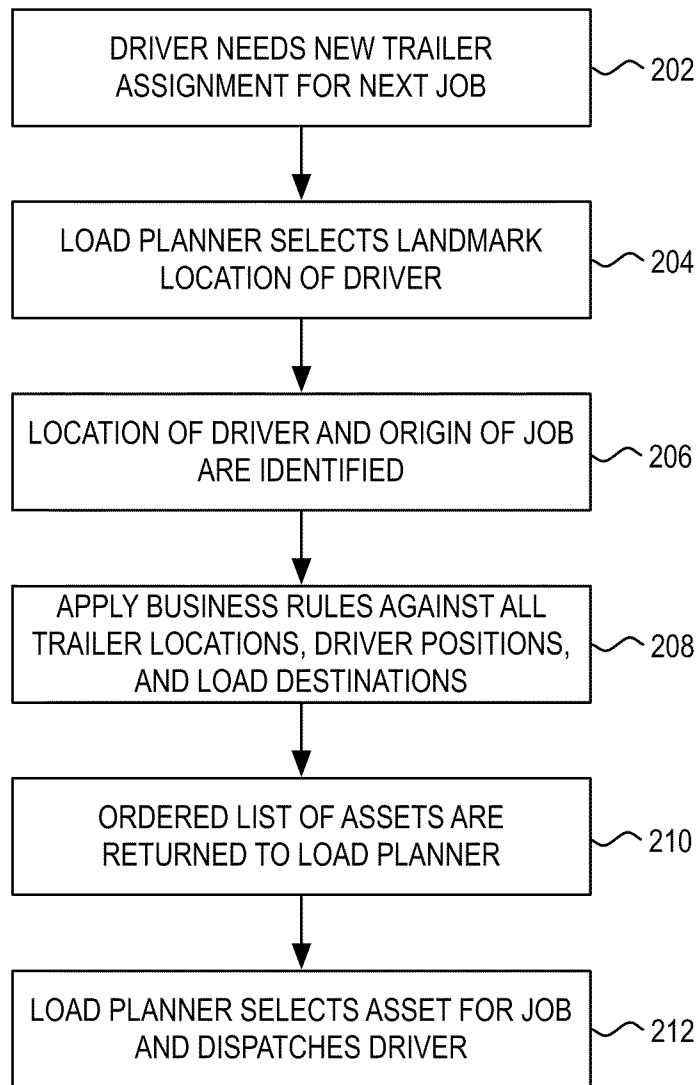 DRIVER NEEDS NEW TRAILER
ASSIGNMENT FOR NEXT JOB
202
LOAD PLANNER SELECTS LANDMARK
LOCATION OF DRIVER
204
LOCATION OF DRIVER AND ORIGIN OF JOB
ARE IDENTIFIED
206
APPLY BUSINESS RULES AGAINST ALL
TRAILER LOCATIONS, DRIVER POSITIONS,
AND LOAD DESTINATIONS
208
ORDERED LIST OF ASSETS ARE
RETURNED TO LOAD PLANNER
210
LOAD PLANNER SELECTS ASSET FOR JOB
AND DISPATCHES DRIVER
212